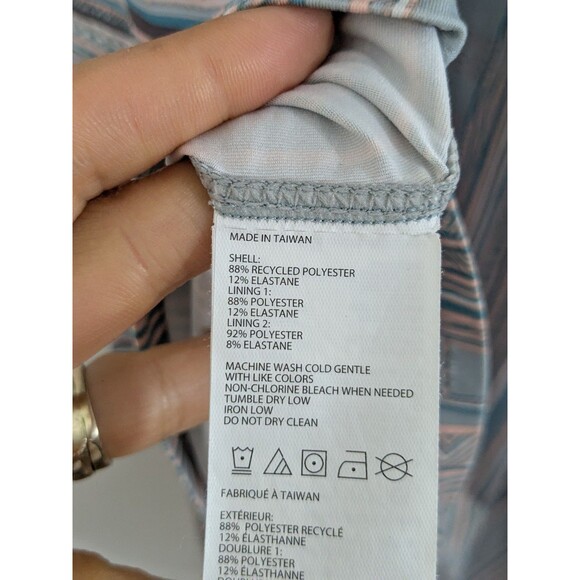 MADE IN TAIWAN
SHELL:
88% RECYCLED POLYESTER
12% ELASTANE
LINING 1:
88% POLYESTER
12% ELASTANE
LINING 2:
92% POLYESTER
8% ELASTANE
MACHINE WASH COLD GENTLE
WITH LIKE COLORS
NON-CHLORINE BLEACH WHEN NEEDED
TUMBLE DRY LOW
IRON LOW
DO NOT DRY CLEAN
FABRIQUÉ À TAIWAN
EXTÉRIEUR:
88% POLYESTER RECYCLÉ
12% ÉLASTHANNE
DOUBLURE 1:
88% POLYESTER
12% ÉLASTHANNE